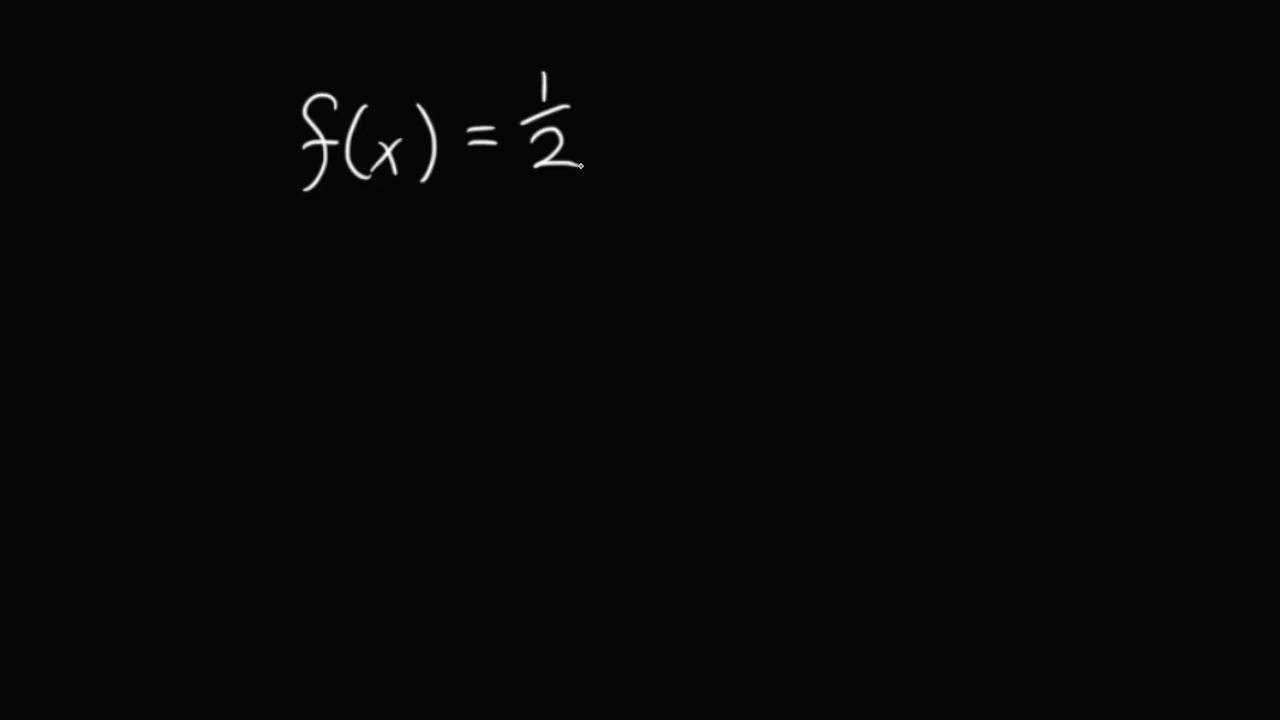 f(x) = 1/2